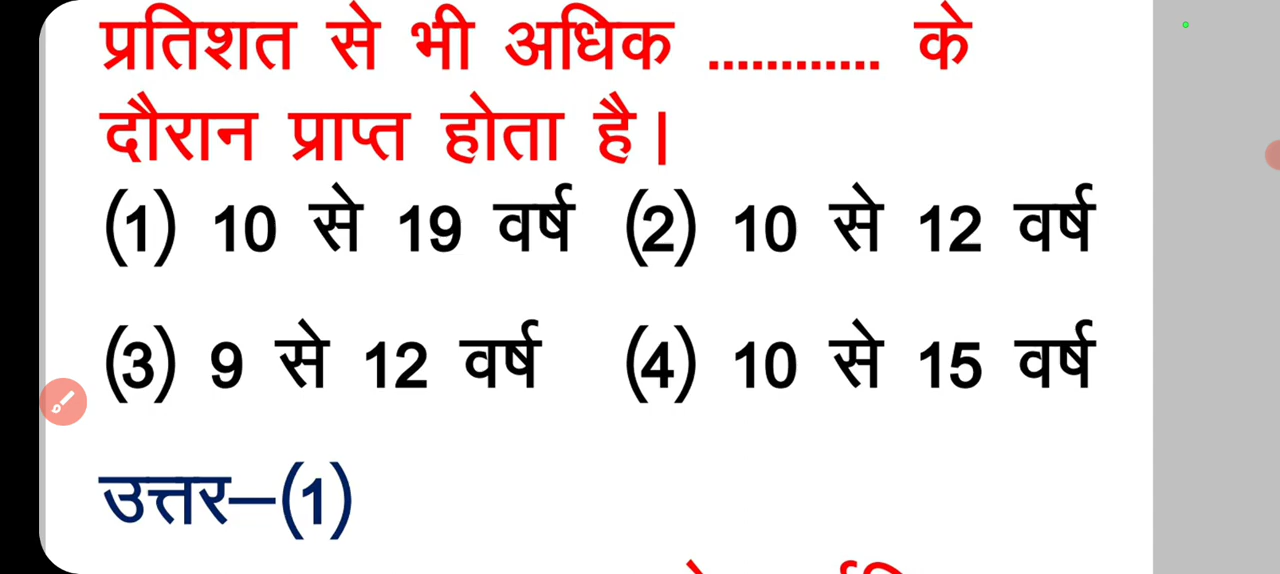 प्रतिशत से भी अधिक ............ के
दौरान प्राप्त होता है।
(1) 10 से 19 वर्ष (2) 10 से 12 वर्ष
(3) 9 से 12 वर्ष (4) 10 से 15 वर्ष
उत्तर–(1)